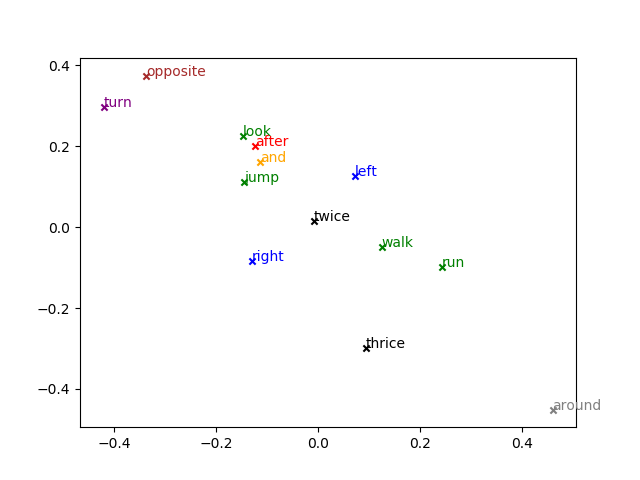 0.4
0.2
0.0
−0.2
−0.4
opposite
turn
look
after
and
left
jump
twice
walk
right
run
thrice
around
−0.4
−0.2
0.0
0.2
0.4